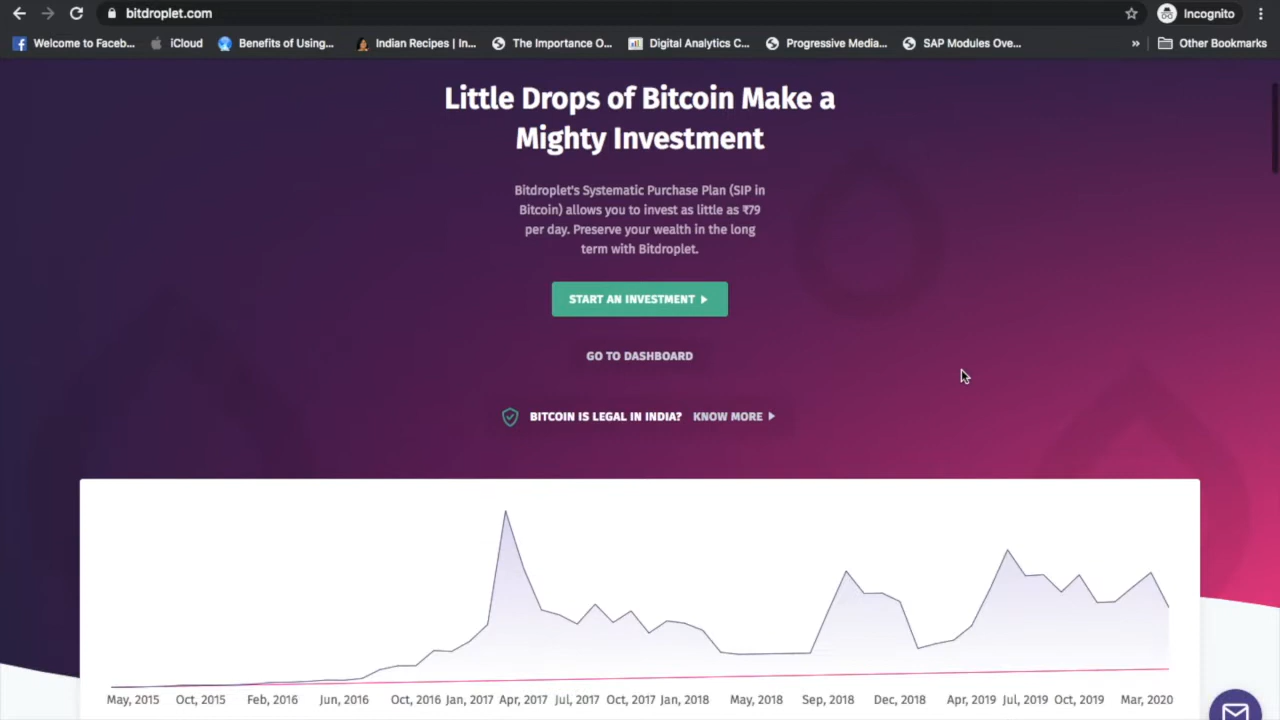 bitdroplet.com
Incognito
Welcome to Faceb...
iCloud
Benefits of Using...
Indian Recipes | In...
The Importance O...
Digital Analytics C...
Progressive Media...
SAP Modules Ove...
»
Other Bookmarks
Little Drops of Bitcoin Make a
Mighty Investment
Bitdroplet's Systematic Purchase Plan (SIP in
Bitcoin) allows you to invest as little as ₹79
per day. Preserve your wealth in the long
term with Bitdroplet.
START AN INVESTMENT
GO TO DASHBOARD
BITCOIN IS LEGAL IN INDIA? KNOW MORE
May, 2015 Oct, 2015 Feb, 2016 Jun, 2016 Oct, 2016 Jan, 2017 Apr, 2017 Jul, 2017 Oct, 2017 Jan, 2018 May, 2018 Sep, 2018 Dec, 2018 Apr, 2019 Jul, 2019 Oct, 2019 Mar, 2020